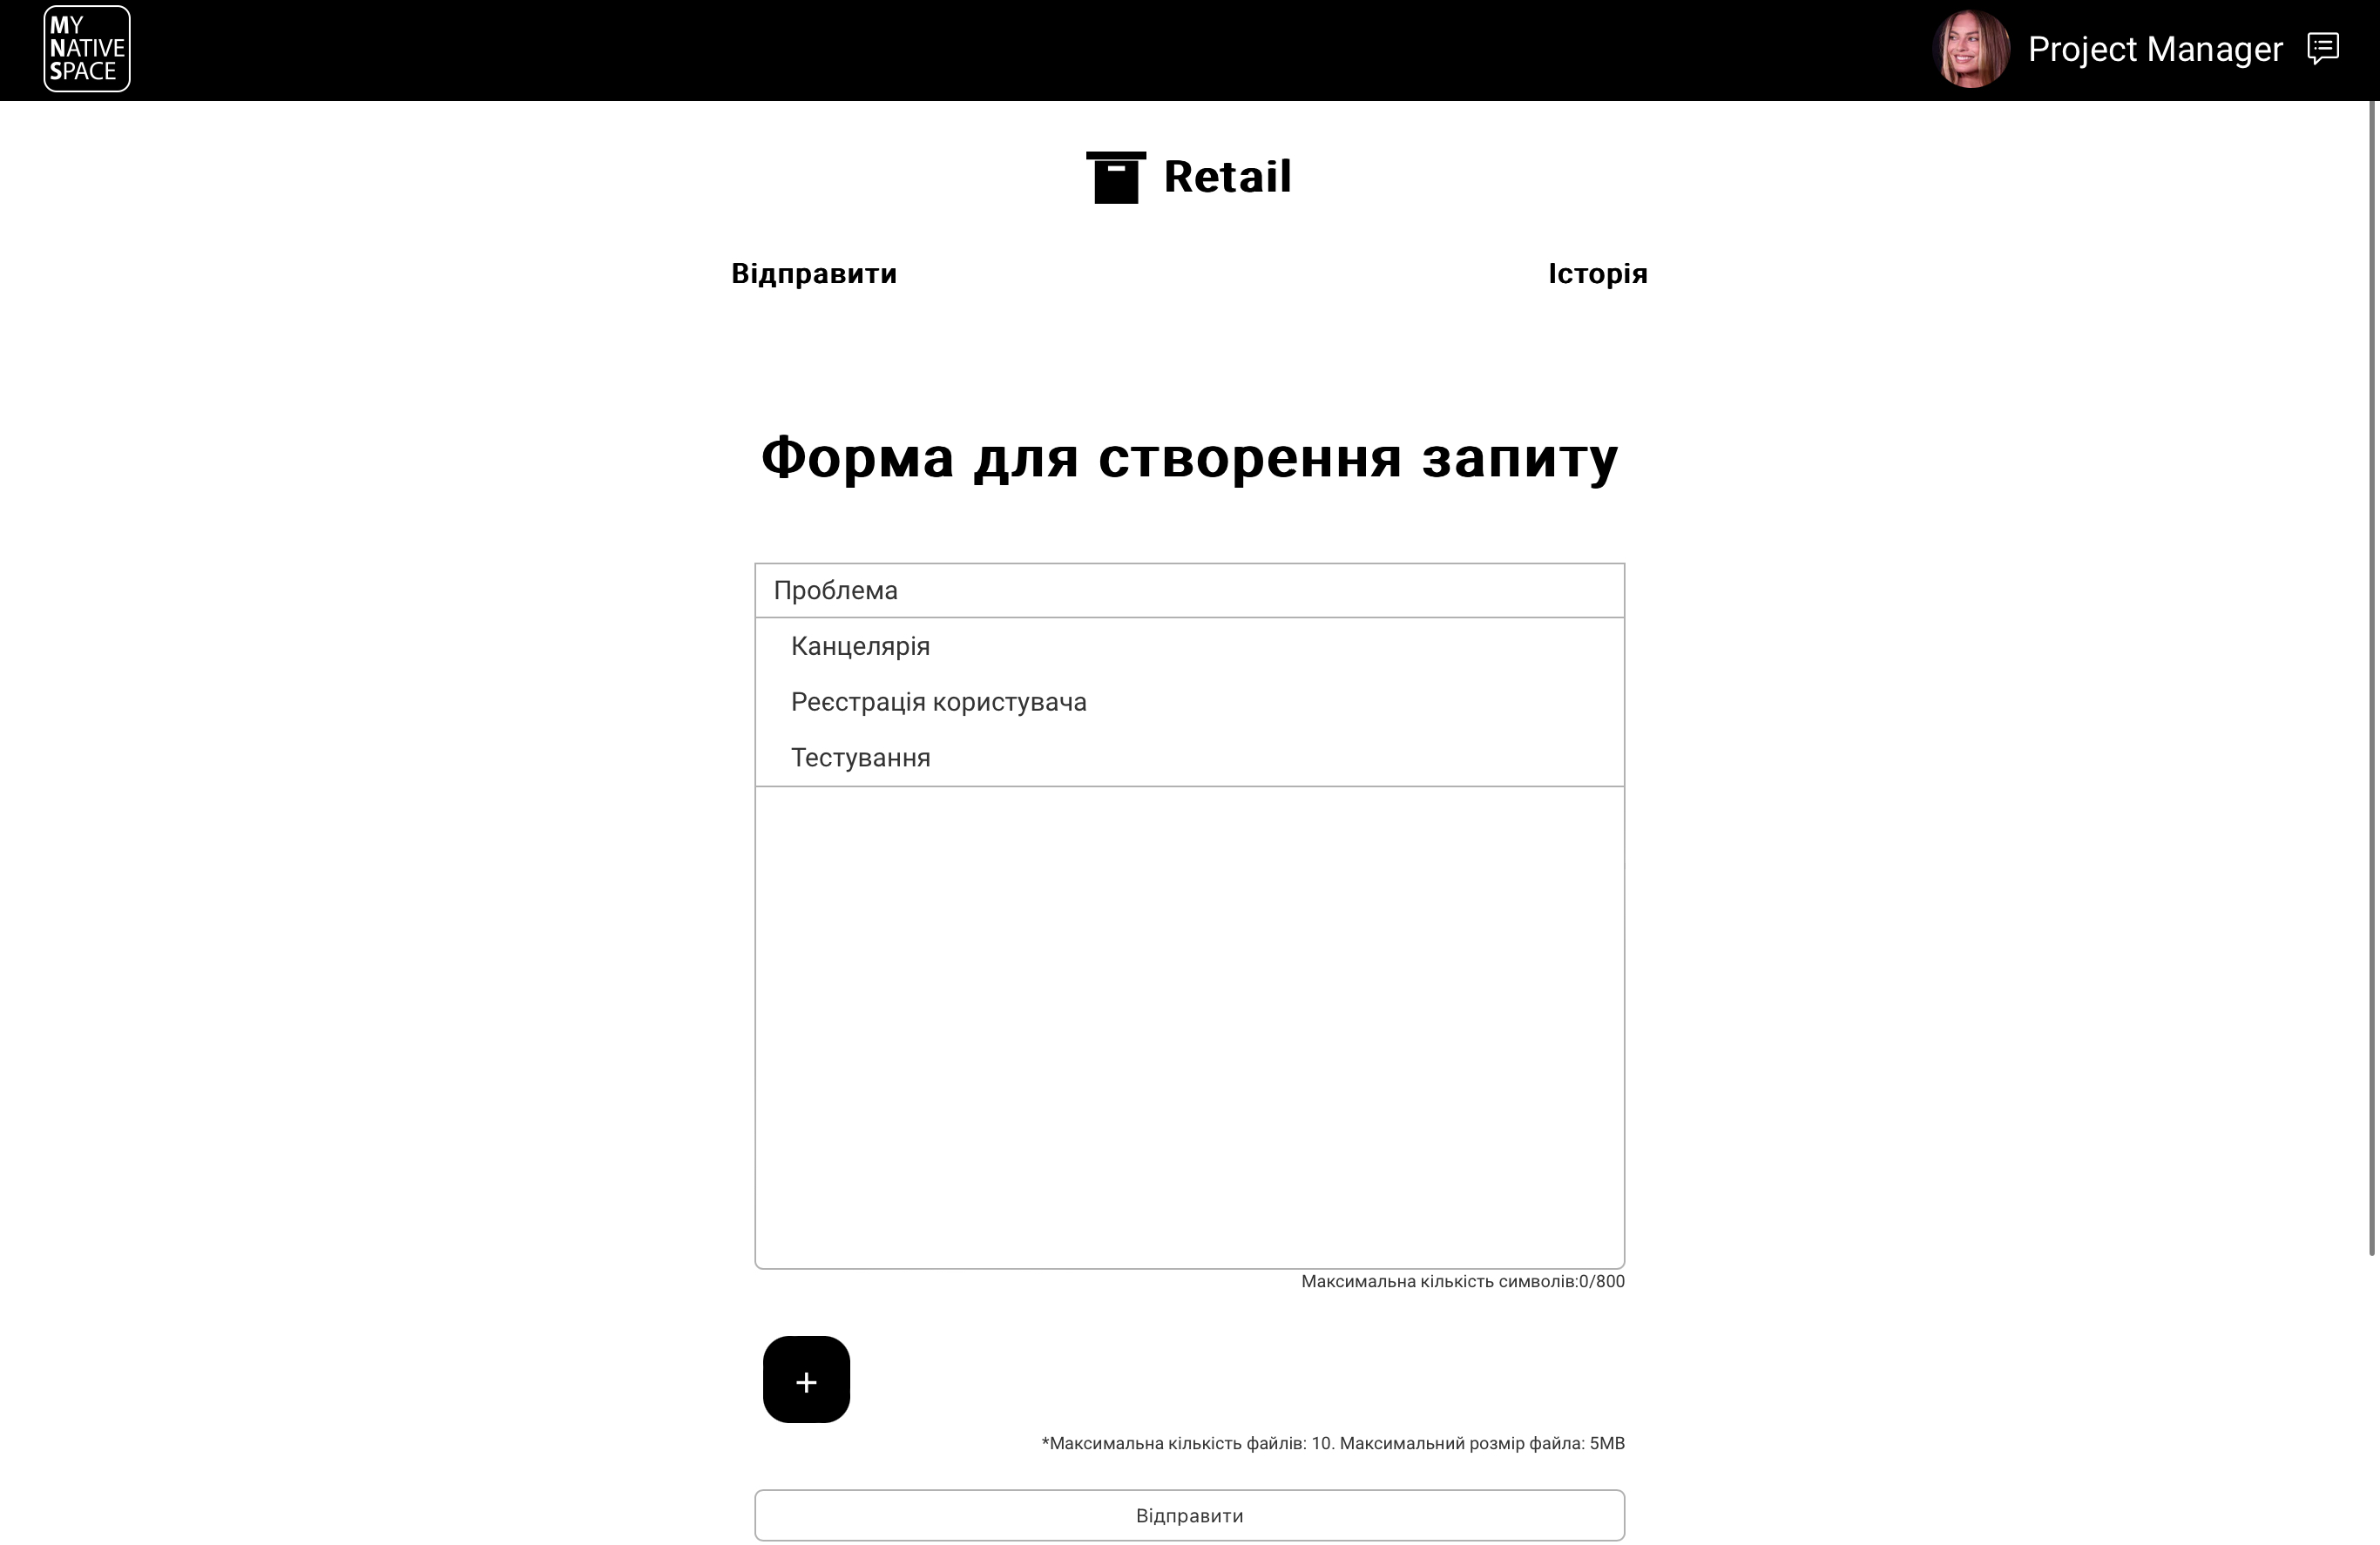 MY
NATIVE
SPACE
Project Manager
Retail
Відправити
Історія
Форма для створення запиту
Проблема
Канцелярія
Реєстрація користувача
Тестування
Максимальна кількість символів:0/800
+
*Максимальна кількість файлів: 10. Максимальний розмір файла: 5MB
Відправити